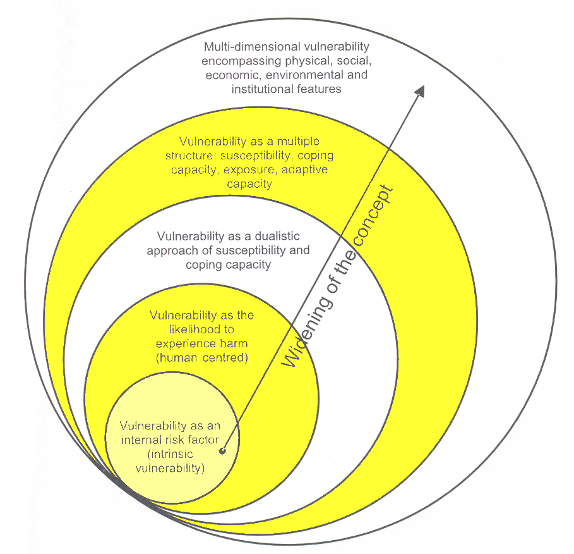 Multi-dimensional vulnerability
encompassing physical, social,
economic, environmental and
institutional features
Vulnerability as a multiple
structure: susceptibility, coping
capacity, exposure, adaptive
capacity
Vulnerability as a dualistic
approach of susceptibility and
coping capacity
Vulnerability as the
likelihood to
experience harm
(human centred)
Vulnerability as an
internal risk factor
(intrinsic
vulnerability)
Widening of the concept